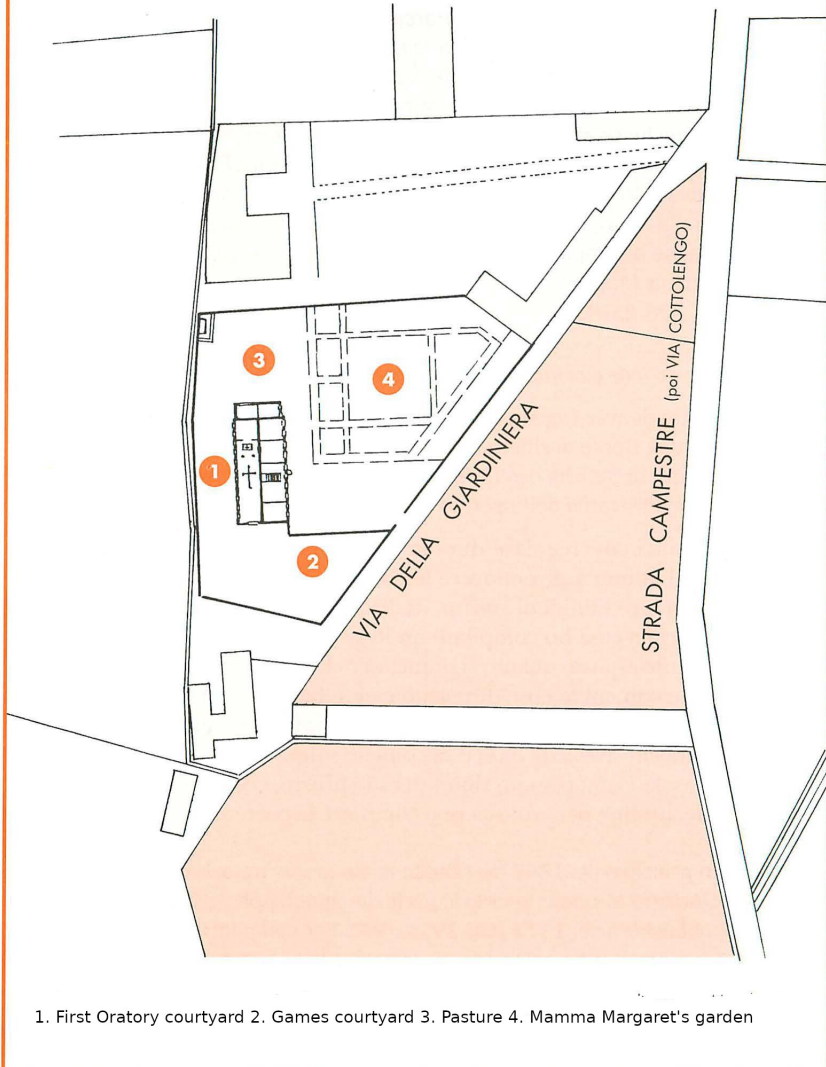 3
4
1
2
VIA DELLA GIARDINIERA
STRADA CAMPESTRE (poi VIA COTTOLENGO)
1. First Oratory courtyard 2. Games courtyard 3. Pasture 4. Mamma Margaret's garden